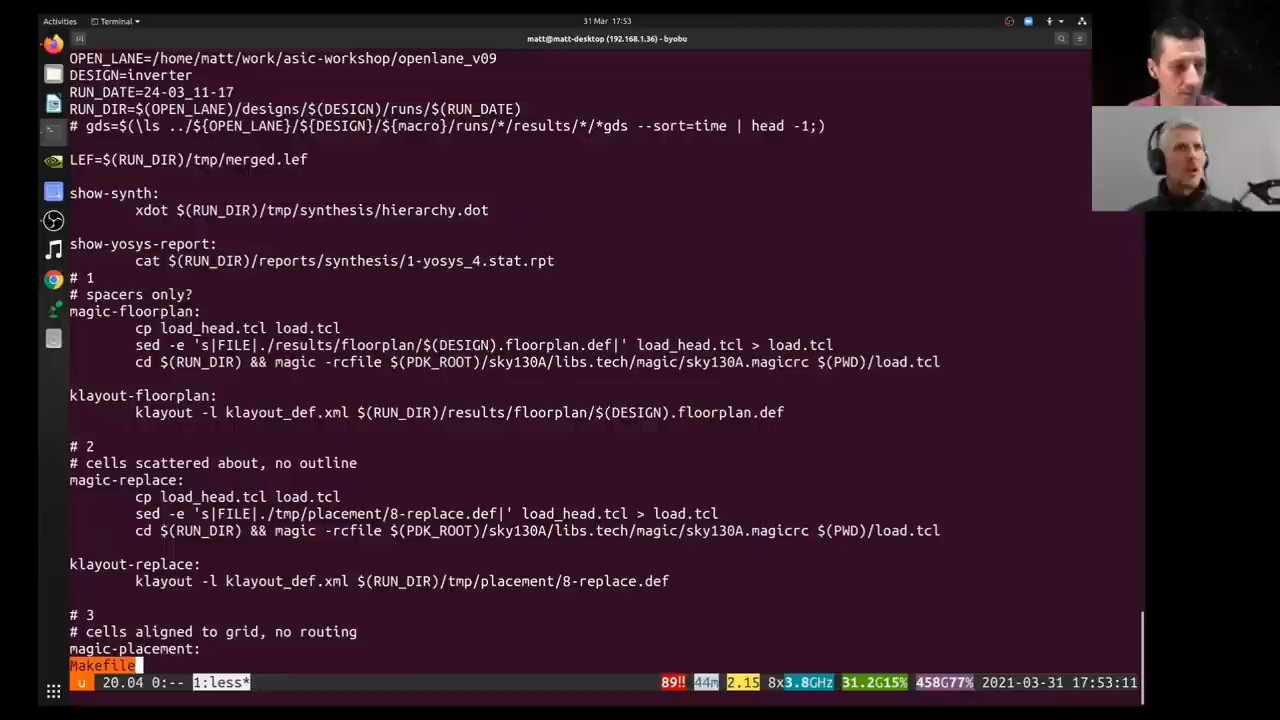 Activities
Terminal
31 Mar 17:53
matt@matt-desktop (192.168.1.36) - byobu
OPEN_LANE=/home/matt/work/asic-workshop/openlane_v09
DESIGN=inverter
RUN_DATE=24-03_11-17
RUN_DIR=$(OPEN_LANE)/designs/$(DESIGN)/runs/$(RUN_DATE)
# gds=$(\ls ../${OPEN_LANE}/${DESIGN}/${macro}/runs/*/results/*/*gds --sort=time | head -1;)
LEF=$(RUN_DIR)/tmp/merged.lef
show-synth:
xdot $(RUN_DIR)/tmp/synthesis/hierarchy.dot
show-yosys-report:
cat $(RUN_DIR)/reports/synthesis/1-yosys_4.stat.rpt
# 1
# spacers only?
magic-floorplan:
cp load_head.tcl load.tcl
sed -e 's|FILE|./results/floorplan/$(DESIGN).floorplan.def|' load_head.tcl > load.tcl
cd $(RUN_DIR) && magic -rcfile $(PDK_ROOT)/sky130A/libs.tech/magic/sky130A.magicrc $(PWD)/load.tcl
klayout-floorplan:
klayout -l klayout_def.xml $(RUN_DIR)/results/floorplan/$(DESIGN).floorplan.def
# 2
# cells scattered about, no outline
magic-replace:
cp load_head.tcl load.tcl
sed -e 's|FILE|./tmp/placement/8-replace.def|' load_head.tcl > load.tcl
cd $(RUN_DIR) && magic -rcfile $(PDK_ROOT)/sky130A/libs.tech/magic/sky130A.magicrc $(PWD)/load.tcl
klayout-replace:
klayout -l klayout_def.xml $(RUN_DIR)/tmp/placement/8-replace.def
# 3
# cells aligned to grid, no routing
magic-placement:
Makefile
u 20.04 0:-- 1:less* 89!! 44m 2.15 8x3.8GHz 31.2G15% 458G77% 2021-03-31 17:53:11